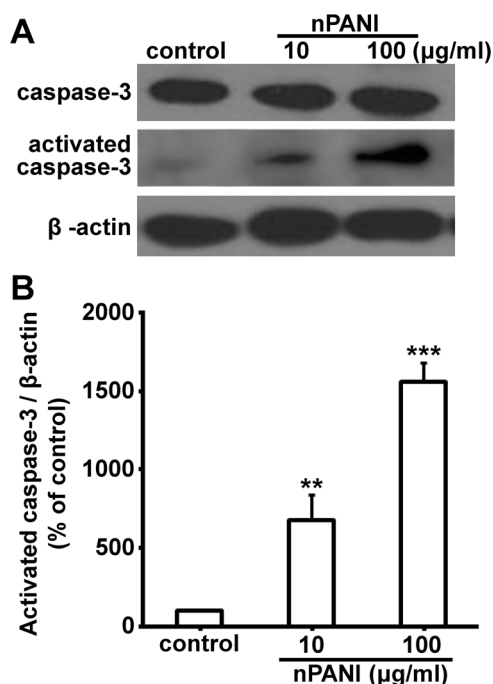 A
nPANI
control 10 100 (μg/ml)
caspase-3
activated
caspase-3
β -actin
B
Activated caspase-3 / β-actin
(% of control)
2000
1500
1000
500
0
**
***
control 10 100
nPANI (μg/ml)